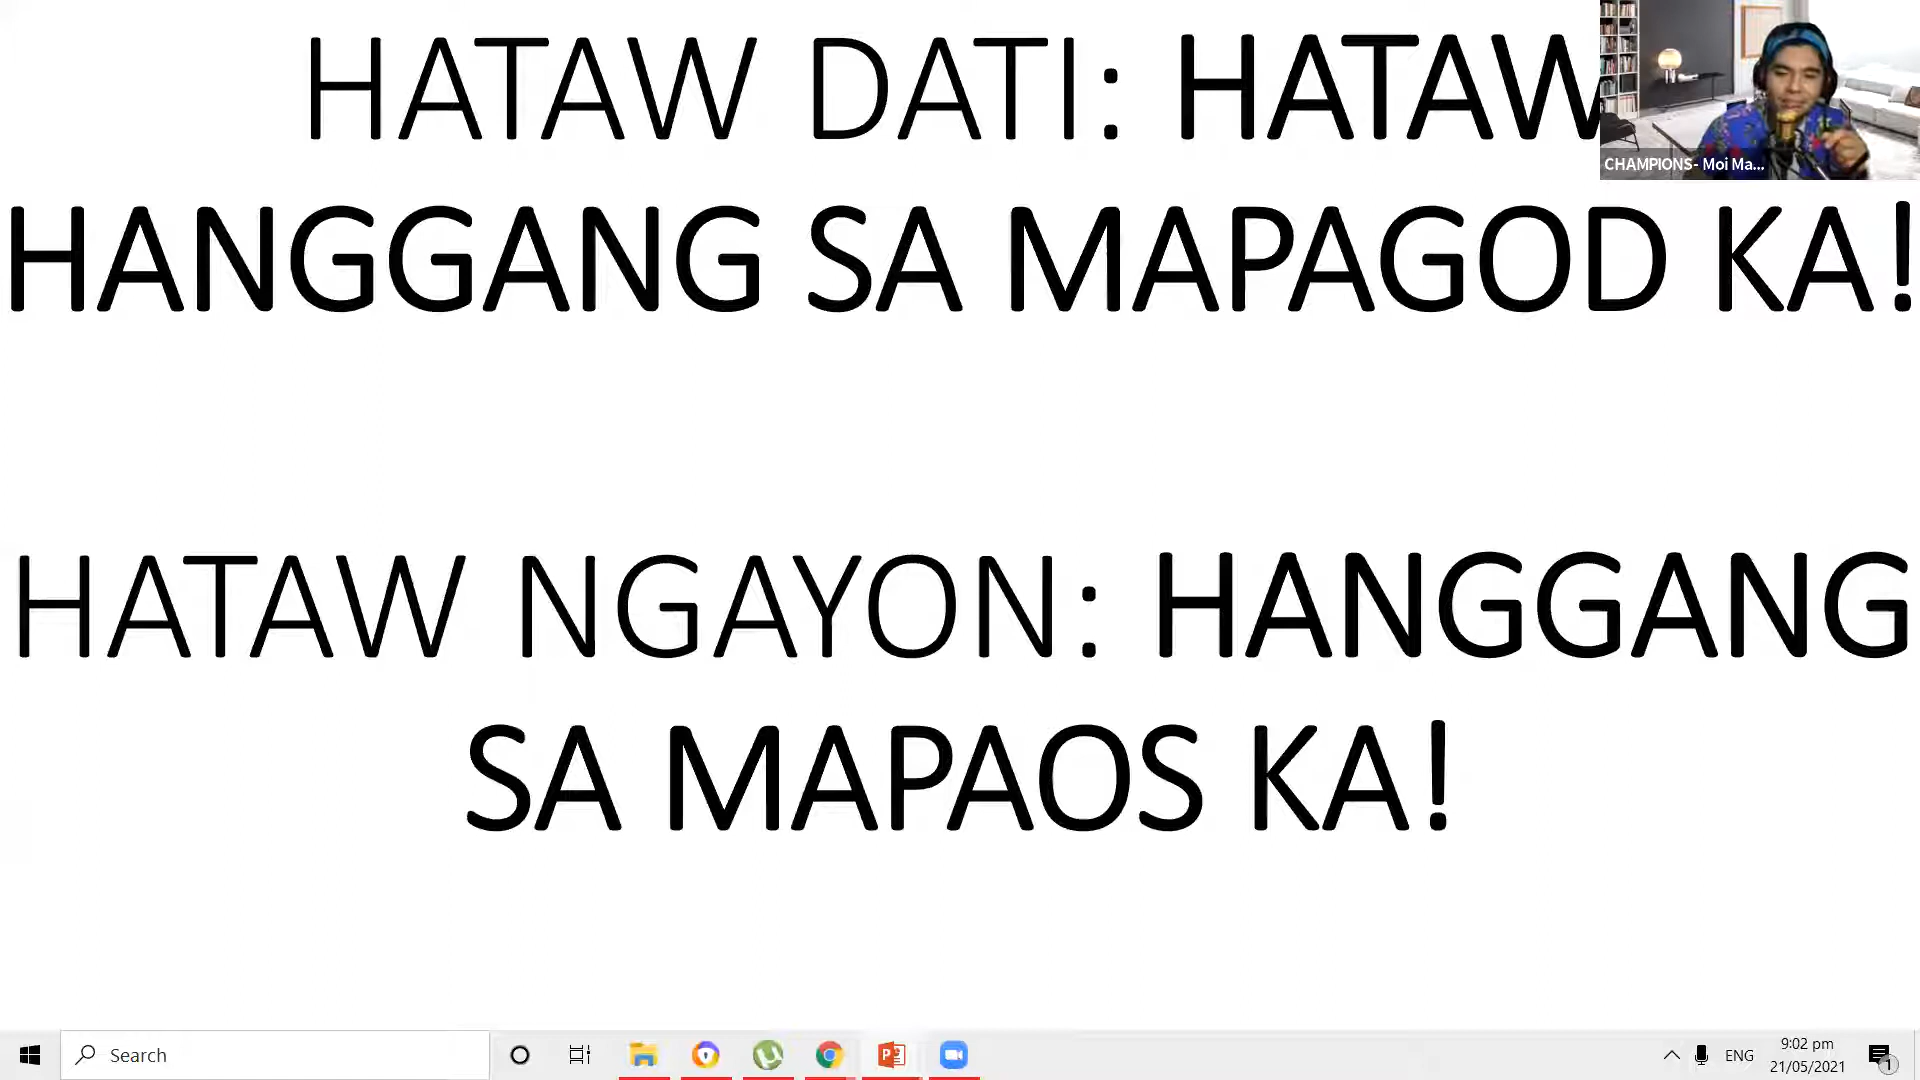 HATAW DATI: HATAW
HANGGANG SA MAPAGOD KA!
HATAW NGAYON: HANGGANG
SA MAPAOS KA!
CHAMPIONS- Moi Ma...
Search
ENG
9:02 pm
21/05/2021
1